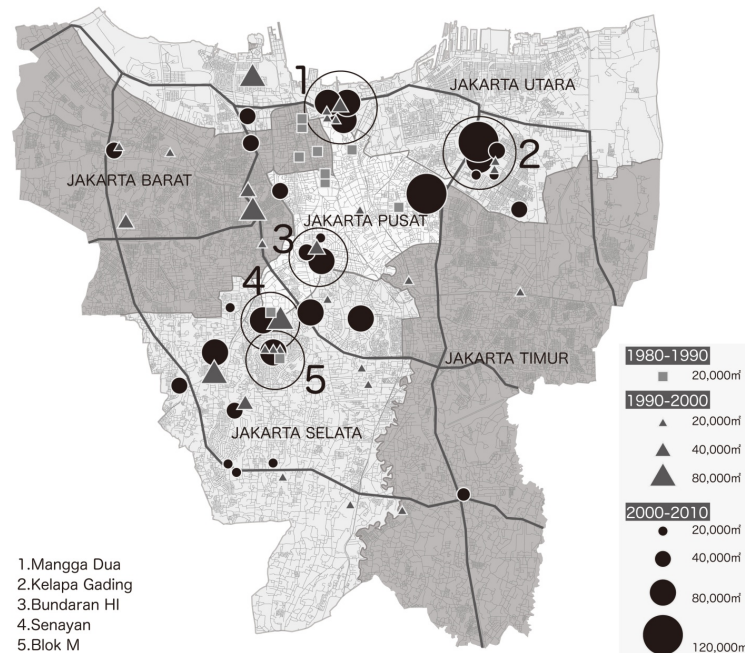 1
JAKARTA UTARA
2
JAKARTA BARAT
JAKARTA PUSAT
3
4
JAKARTA TIMUR
5
JAKARTA SELATA
1980-1990
20,000㎡
1990-2000
20,000㎡
40,000㎡
80,000㎡
2000-2010
20,000㎡
40,000㎡
80,000㎡
120,000㎡
1.Mangga Dua
2.Kelapa Gading
3.Bundaran HI
4.Senayan
5.Blok M